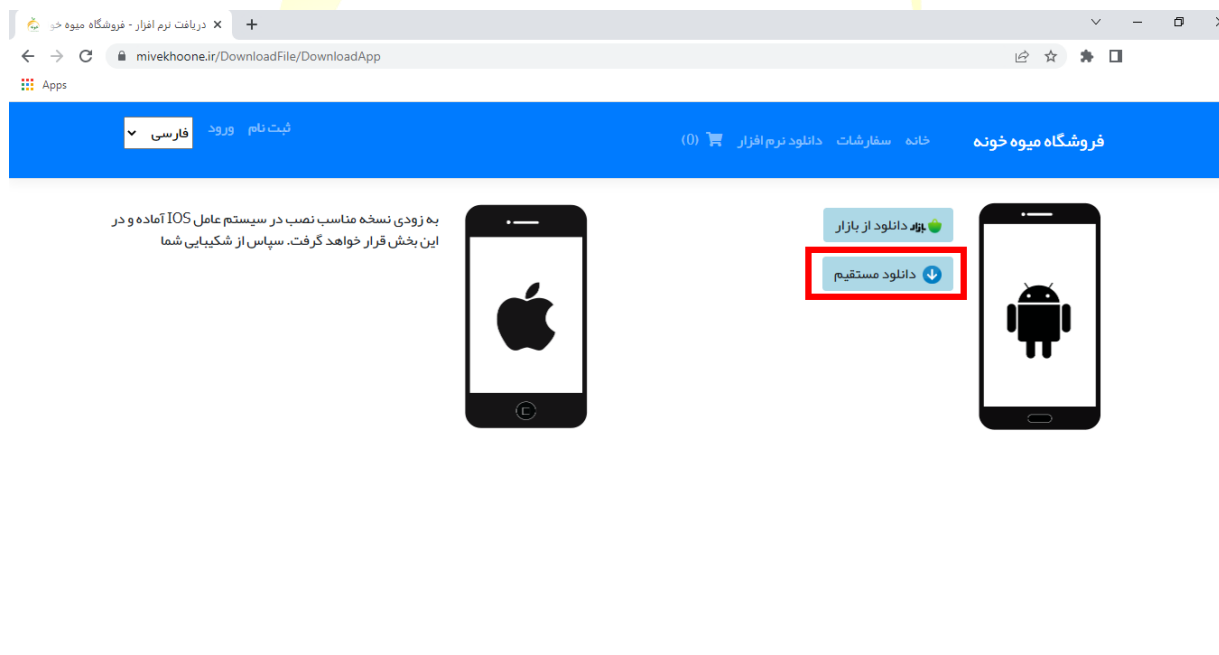 دریافت نرم افزار - فروشگاه میوه خو
mivekhoone.ir/DownloadFile/DownloadApp
Apps
فروشگاه میوه خونه
خانه سفارشات دانلود نرم افزار (0)
ثبت نام ورود فارسی
بازار دانلود از بازار
دانلود مستقیم
به زودی نسخه مناسب نصب در سیستم عامل IOS آماده و در
این بخش قرار خواهد گرفت. سپاس از شکیبایی شما